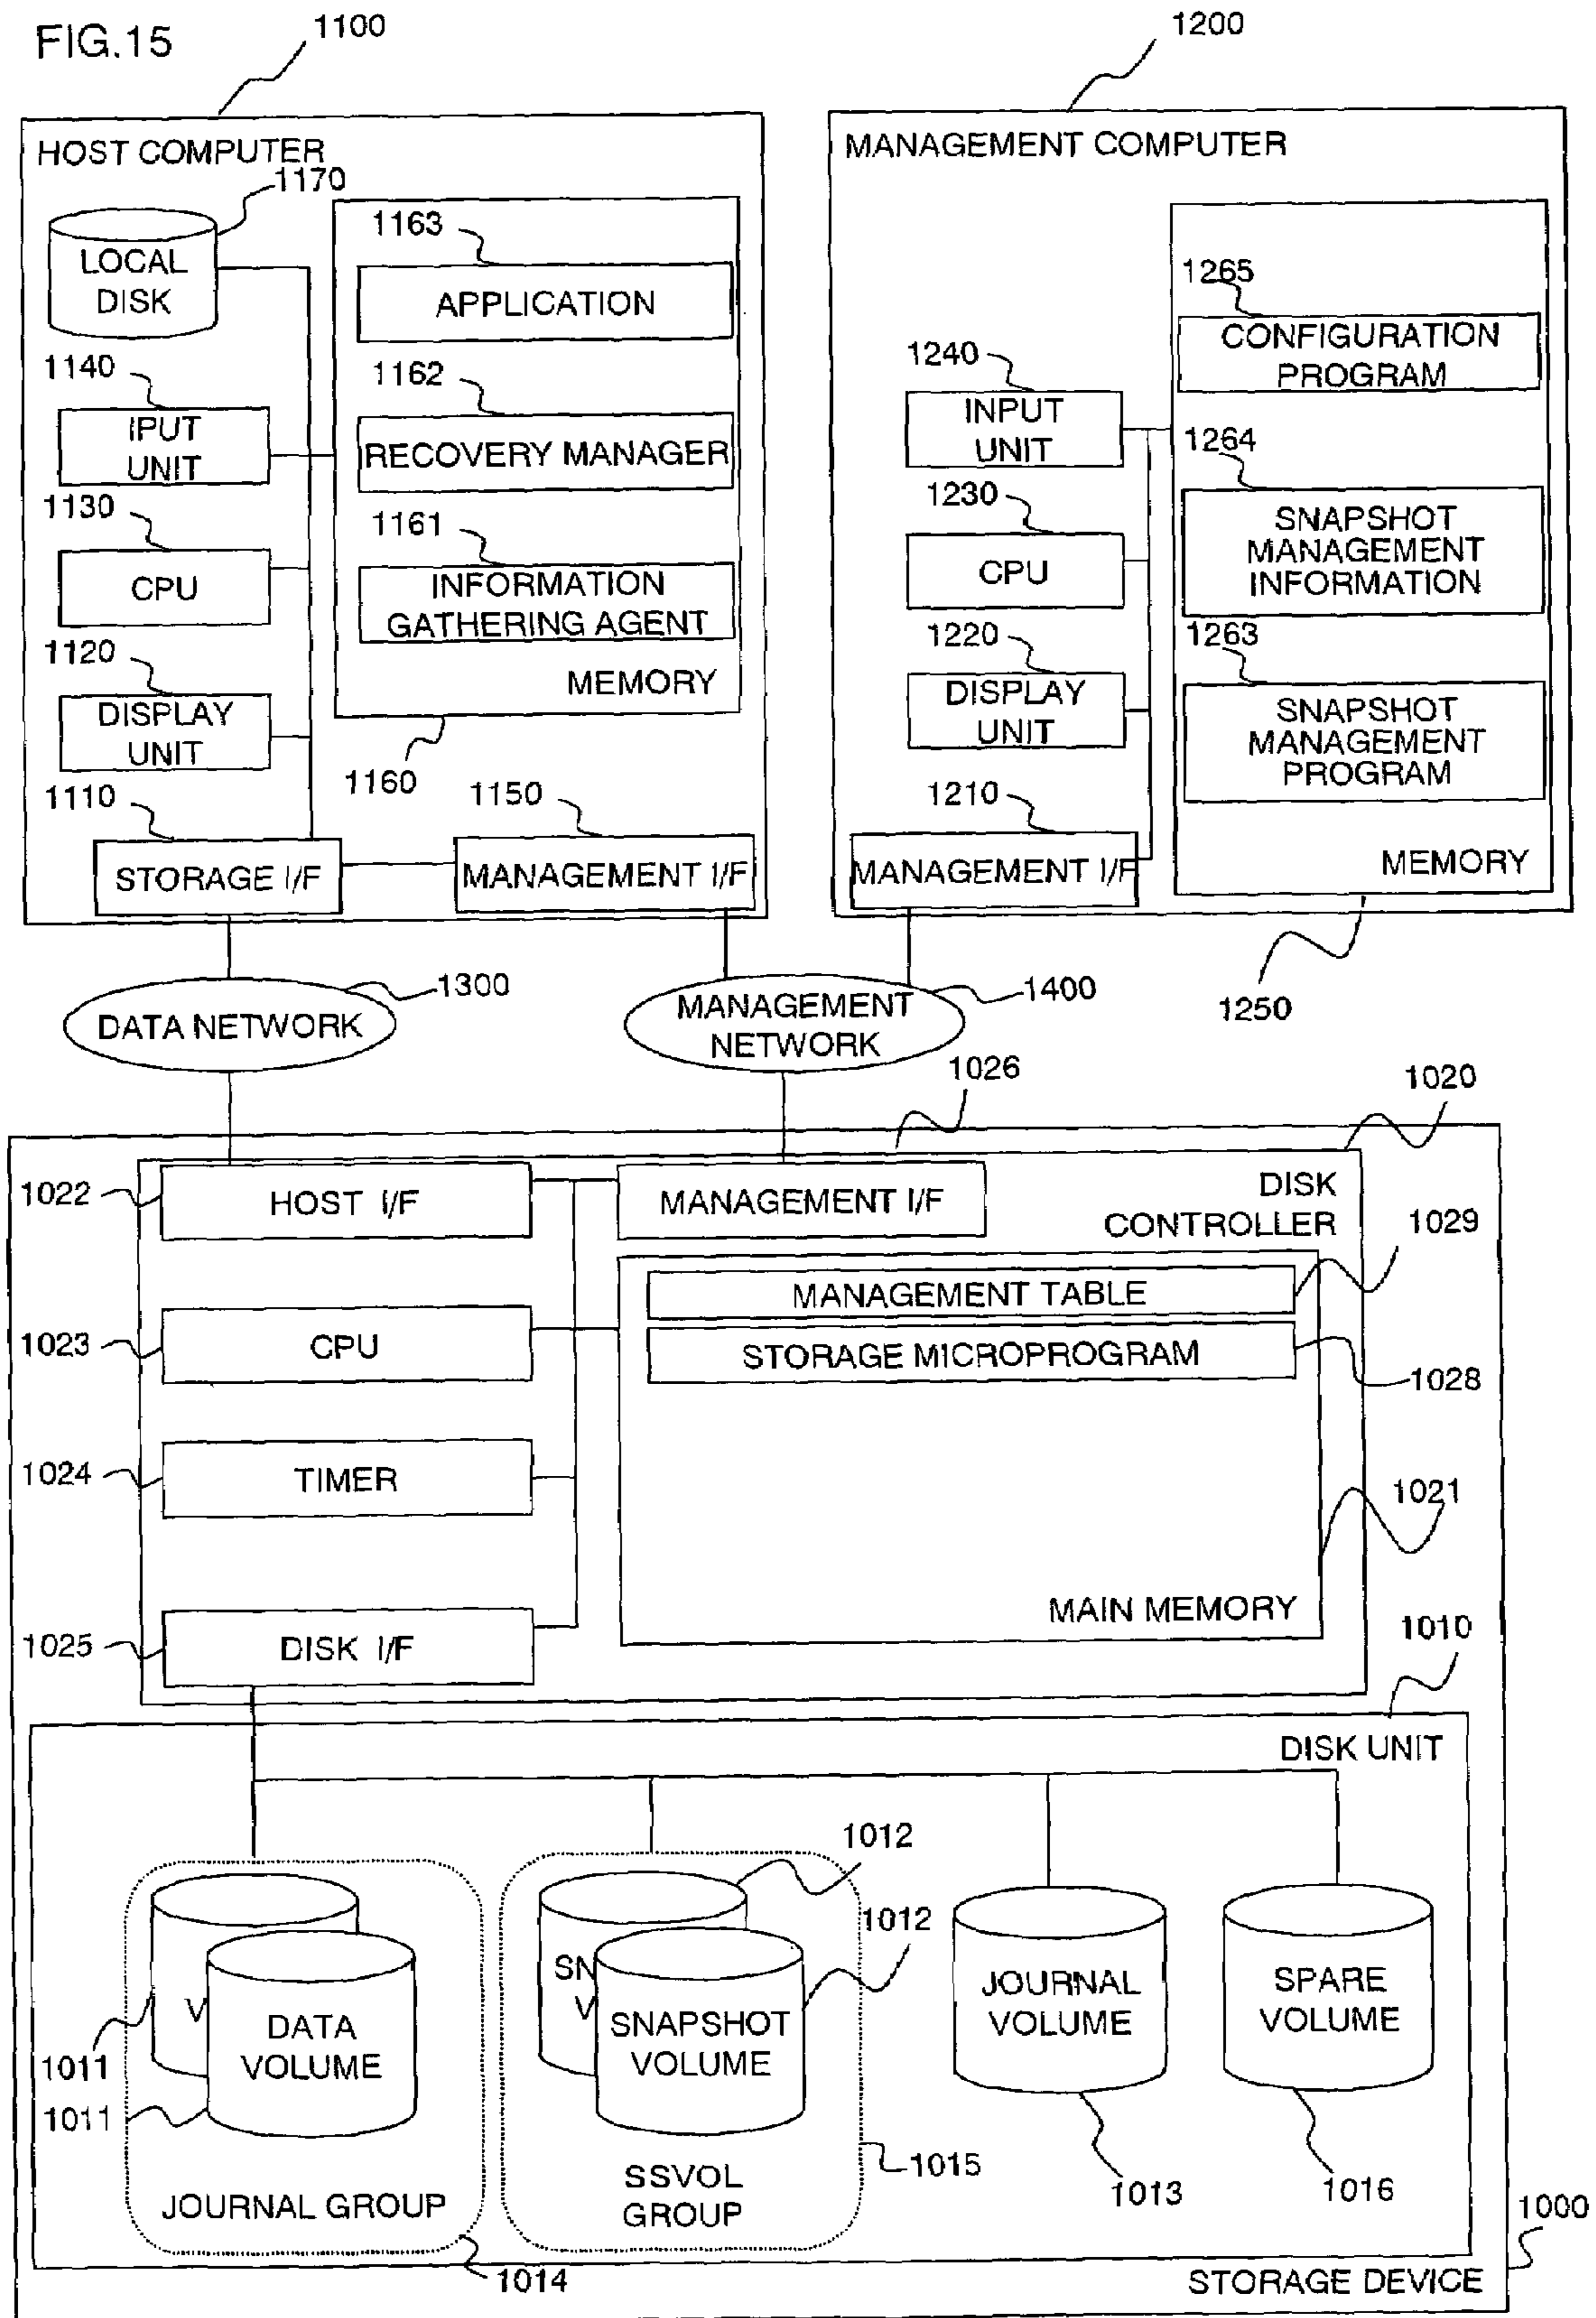 FIG.15
1100
1200
HOST COMPUTER
1170
LOCAL
DISK
1163
APPLICATION
1140
IPUT
UNIT
1162
RECOVERY MANAGER
1130
CPU
1161
INFORMATION
GATHERING AGENT
1120
DISPLAY
UNIT
MEMORY
1160
1110
STORAGE I/F
1150
MANAGEMENT I/F
MANAGEMENT COMPUTER
1265
CONFIGURATION
PROGRAM
1240
INPUT
UNIT
1264
SNAPSHOT
MANAGEMENT
INFORMATION
1230
CPU
1220
DISPLAY
UNIT
1263
SNAPSHOT
MANAGEMENT
PROGRAM
1210
MANAGEMENT I/F
MEMORY
1250
DATA NETWORK
1300
MANAGEMENT
NETWORK
1400
1026
1020
1022
HOST I/F
MANAGEMENT I/F
DISK
CONTROLLER
1029
MANAGEMENT TABLE
1023
CPU
STORAGE MICROPROGRAM
1028
1024
TIMER
1021
MAIN MEMORY
1025
DISK I/F
1010
DISK UNIT
1012
1012
V
DATA
VOLUME
1011
1011
SN
V
SNAPSHOT
VOLUME
JOURNAL
VOLUME
SPARE
VOLUME
JOURNAL GROUP
1014
SSVOL
GROUP
1015
1013
1016
1000
STORAGE DEVICE